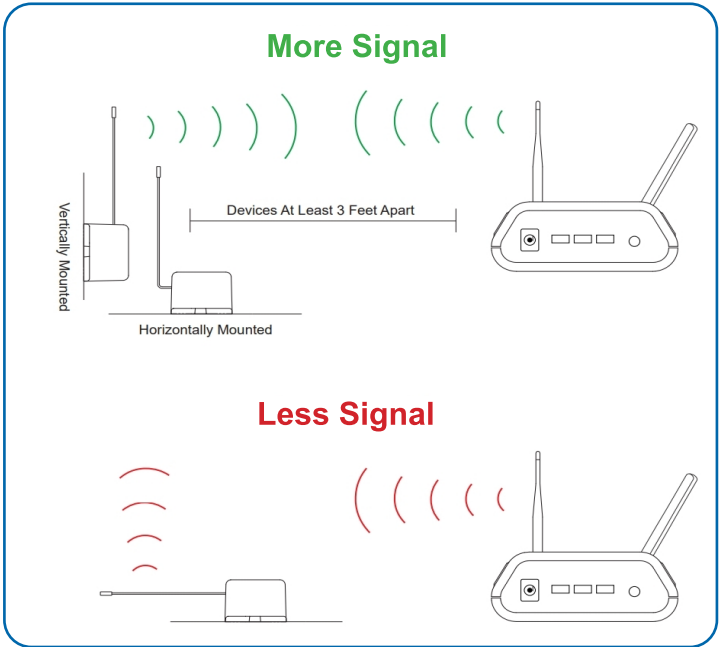 More Signal
Devices At Least 3 Feet Apart
Vertically Mounted
Horizontally Mounted
Less Signal